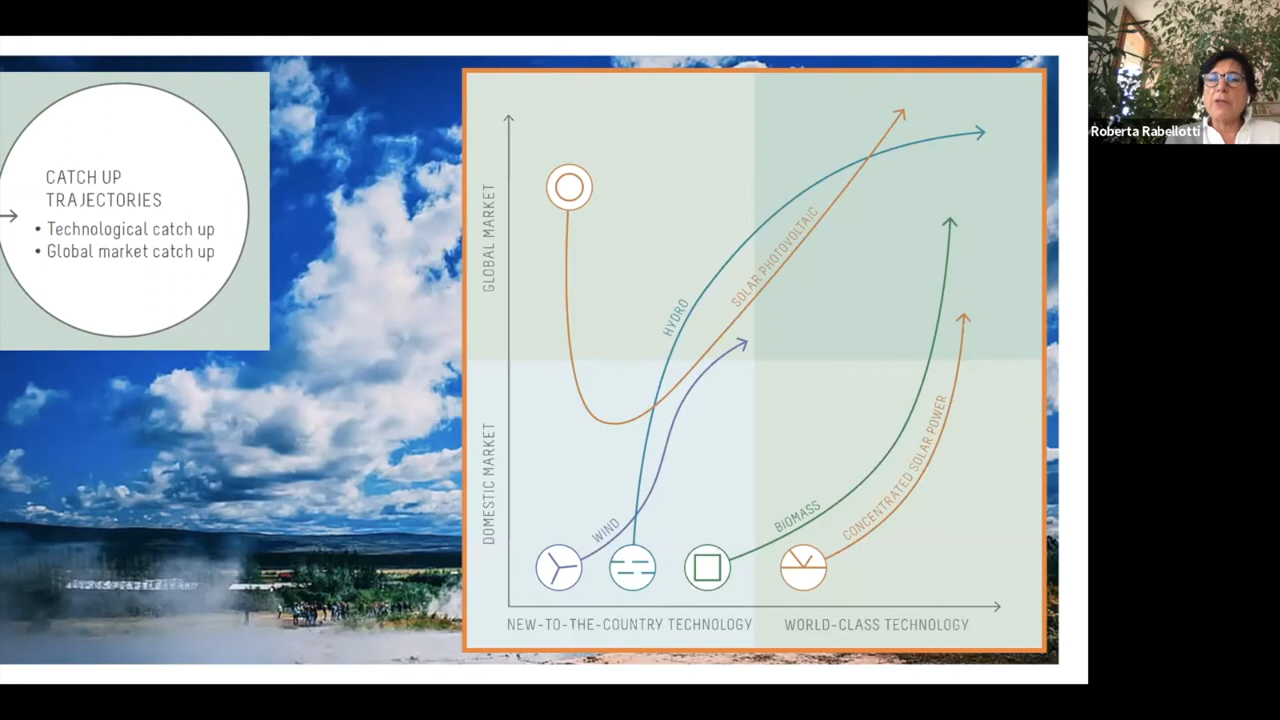 CATCH UP
TRAJECTORIES
• Technological catch up
• Global market catch up
GLOBAL MARKET
DOMESTIC MARKET
HYDRO
SOLAR PHOTOVOLTAIC
WIND
BIOMASS
CONCENTRATED SOLAR POWER
NEW-TO-THE-COUNTRY TECHNOLOGY
WORLD-CLASS TECHNOLOGY
Roberta Rabellotti